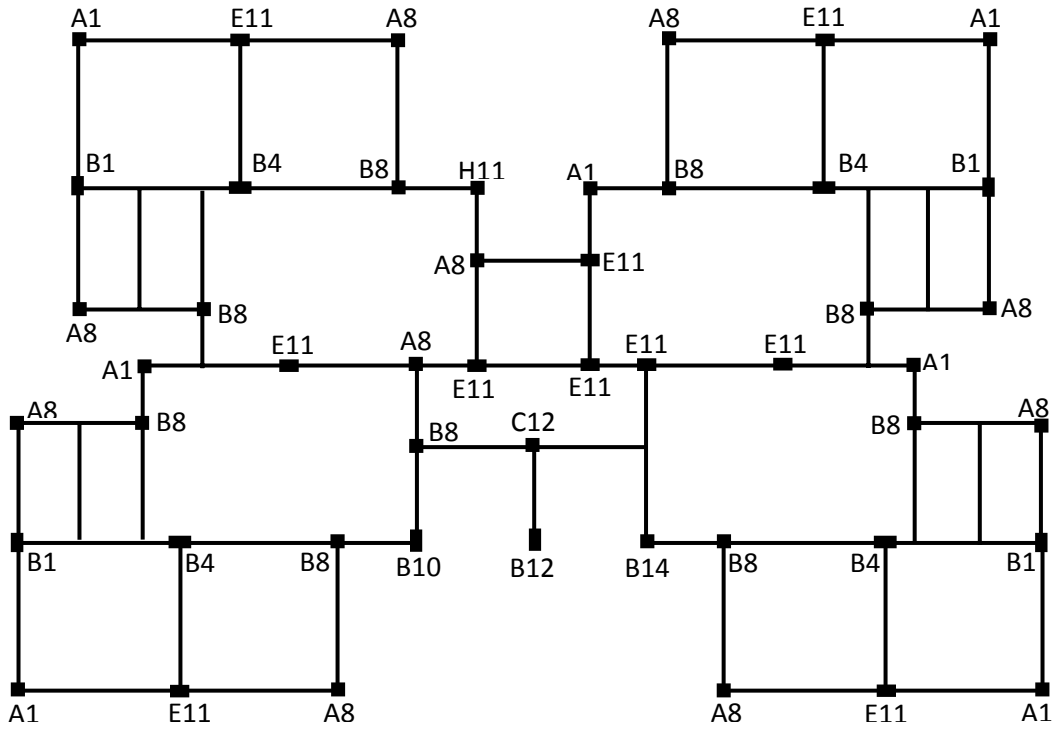 A1 E11 A8 A8 E11 A1
B1 B4 B8 H11 A1 B8 B4 B1
A8 E11
A8 B8 B8 A8
A1 E11 A8 E11 E11 E11 E11 A1
A8 B8 B8 C12 B8 A8
B1 B4 B8 B10 B12 B14 B8 B4 B1
A1 E11 A8 A8 E11 A1